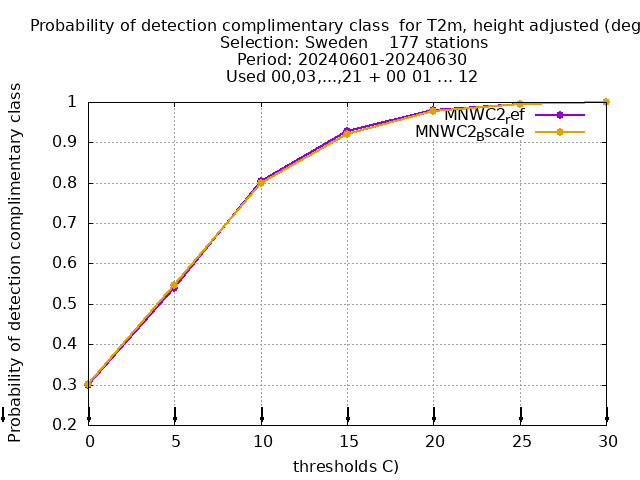 Probability of detection complimentary class for T2m, height adjusted (deg
Selection: Sweden 177 stations
Period: 20240601-20240630
Used 00,03,...,21 + 00 01 ... 12
Probability of detection complimentary class
1
0.9
0.8
0.7
0.6
0.5
0.4
0.3
0.2
MNWC2ref
MNWC2Bscale
0 5 10 15 20 25 30
thresholds C)